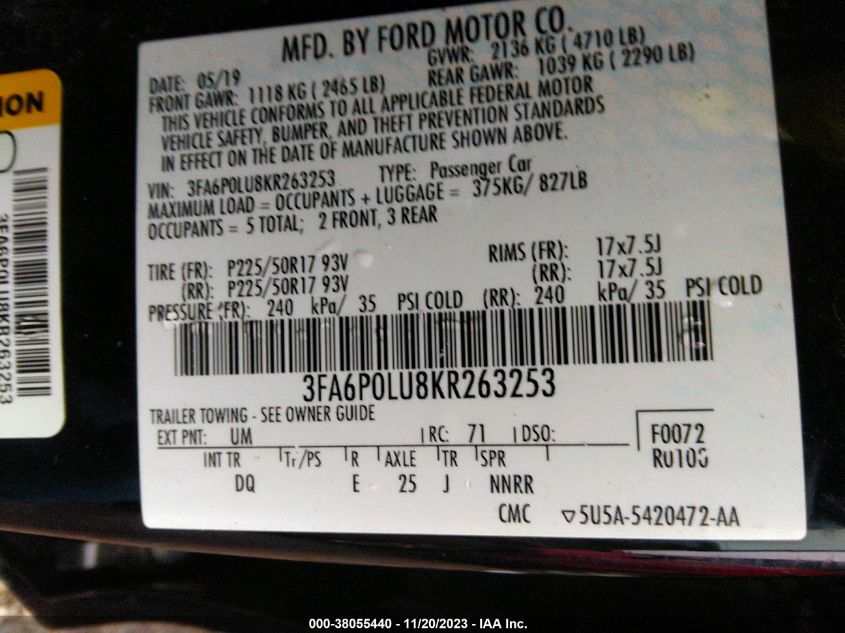 MFD. BY FORD MOTOR CO.
DATE: 05/19 GVWR: 2136 KG ( 4710 LB)
FRONT GAWR: 1118 KG ( 2465 LB) REAR GAWR: 1039 KG ( 2290 LB)
THIS VEHICLE CONFORMS TO ALL APPLICABLE FEDERAL MOTOR
VEHICLE SAFETY, BUMPER, AND THEFT PREVENTION STANDARDS
IN EFFECT ON THE DATE OF MANUFACTURE SHOWN ABOVE.
VIN: 3FA6P0LU8KR263253 TYPE: Passenger Car
MAXIMUM LOAD = OCCUPANTS + LUGGAGE = 375KG/ 827LB
OCCUPANTS = 5 TOTAL; 2 FRONT, 3 REAR
TIRE (FR): P225/50R17 93V RIMS (FR): 17x7.5J
(RR): P225/50R17 93V (RR): 17x7.5J
PRESSURE (FR): 240 kPa/ 35 PSI COLD (RR): 240 kPa/ 35 PSI COLD
3FA6P0LU8KR263253
TRAILER TOWING - SEE OWNER GUIDE
EXT PNT: UM RC: 71 DSO: F0072
INT TR Tr/PS R AXLE TR SPR
DQ E 25 J NNRR
CMC 5U5A-5420472-AA
ION
3FA6P0LU8KR263253
000-38055440 - 11/20/2023 - IAA Inc.